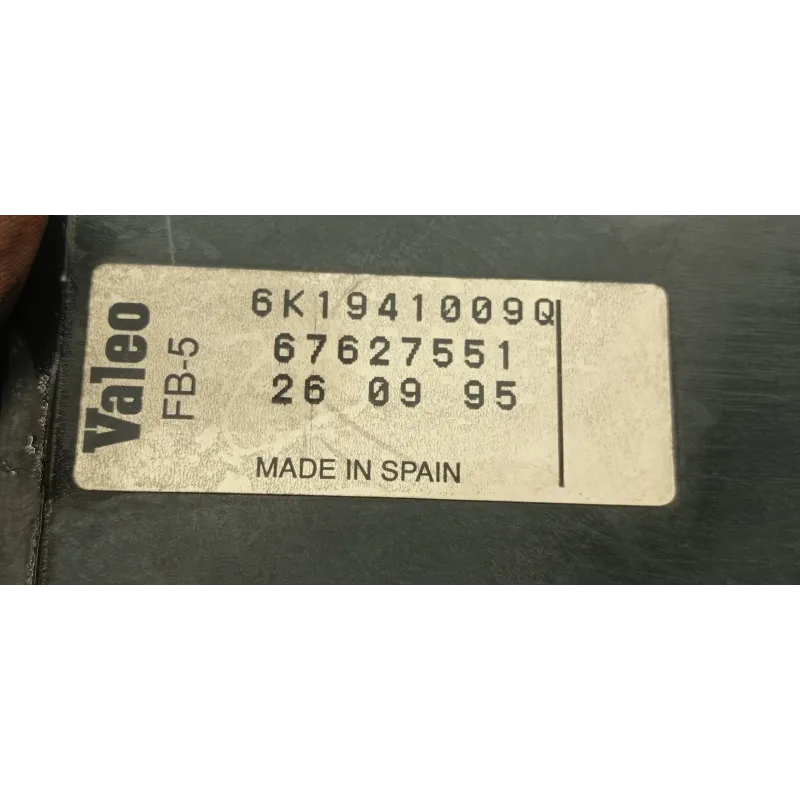 Valeo
FB-5
6K1941009Q
67627551
26 09 95
MADE IN SPAIN